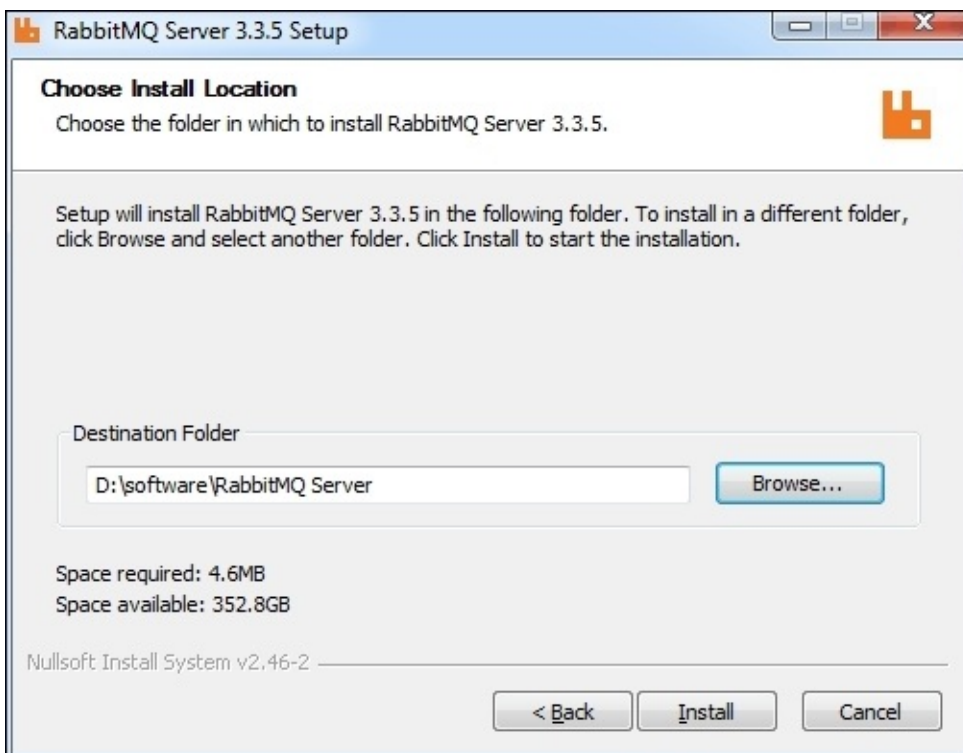 RabbitMQ Server 3.3.5 Setup
Choose Install Location
Choose the folder in which to install RabbitMQ Server 3.3.5.
Setup will install RabbitMQ Server 3.3.5 in the following folder. To install in a different folder,
click Browse and select another folder. Click Install to start the installation.
Destination Folder
D:\software\RabbitMQ Server
Browse...
Space required: 4.6MB
Space available: 352.8GB
Nullsoft Install System v2.46-2
< Back
Install
Cancel